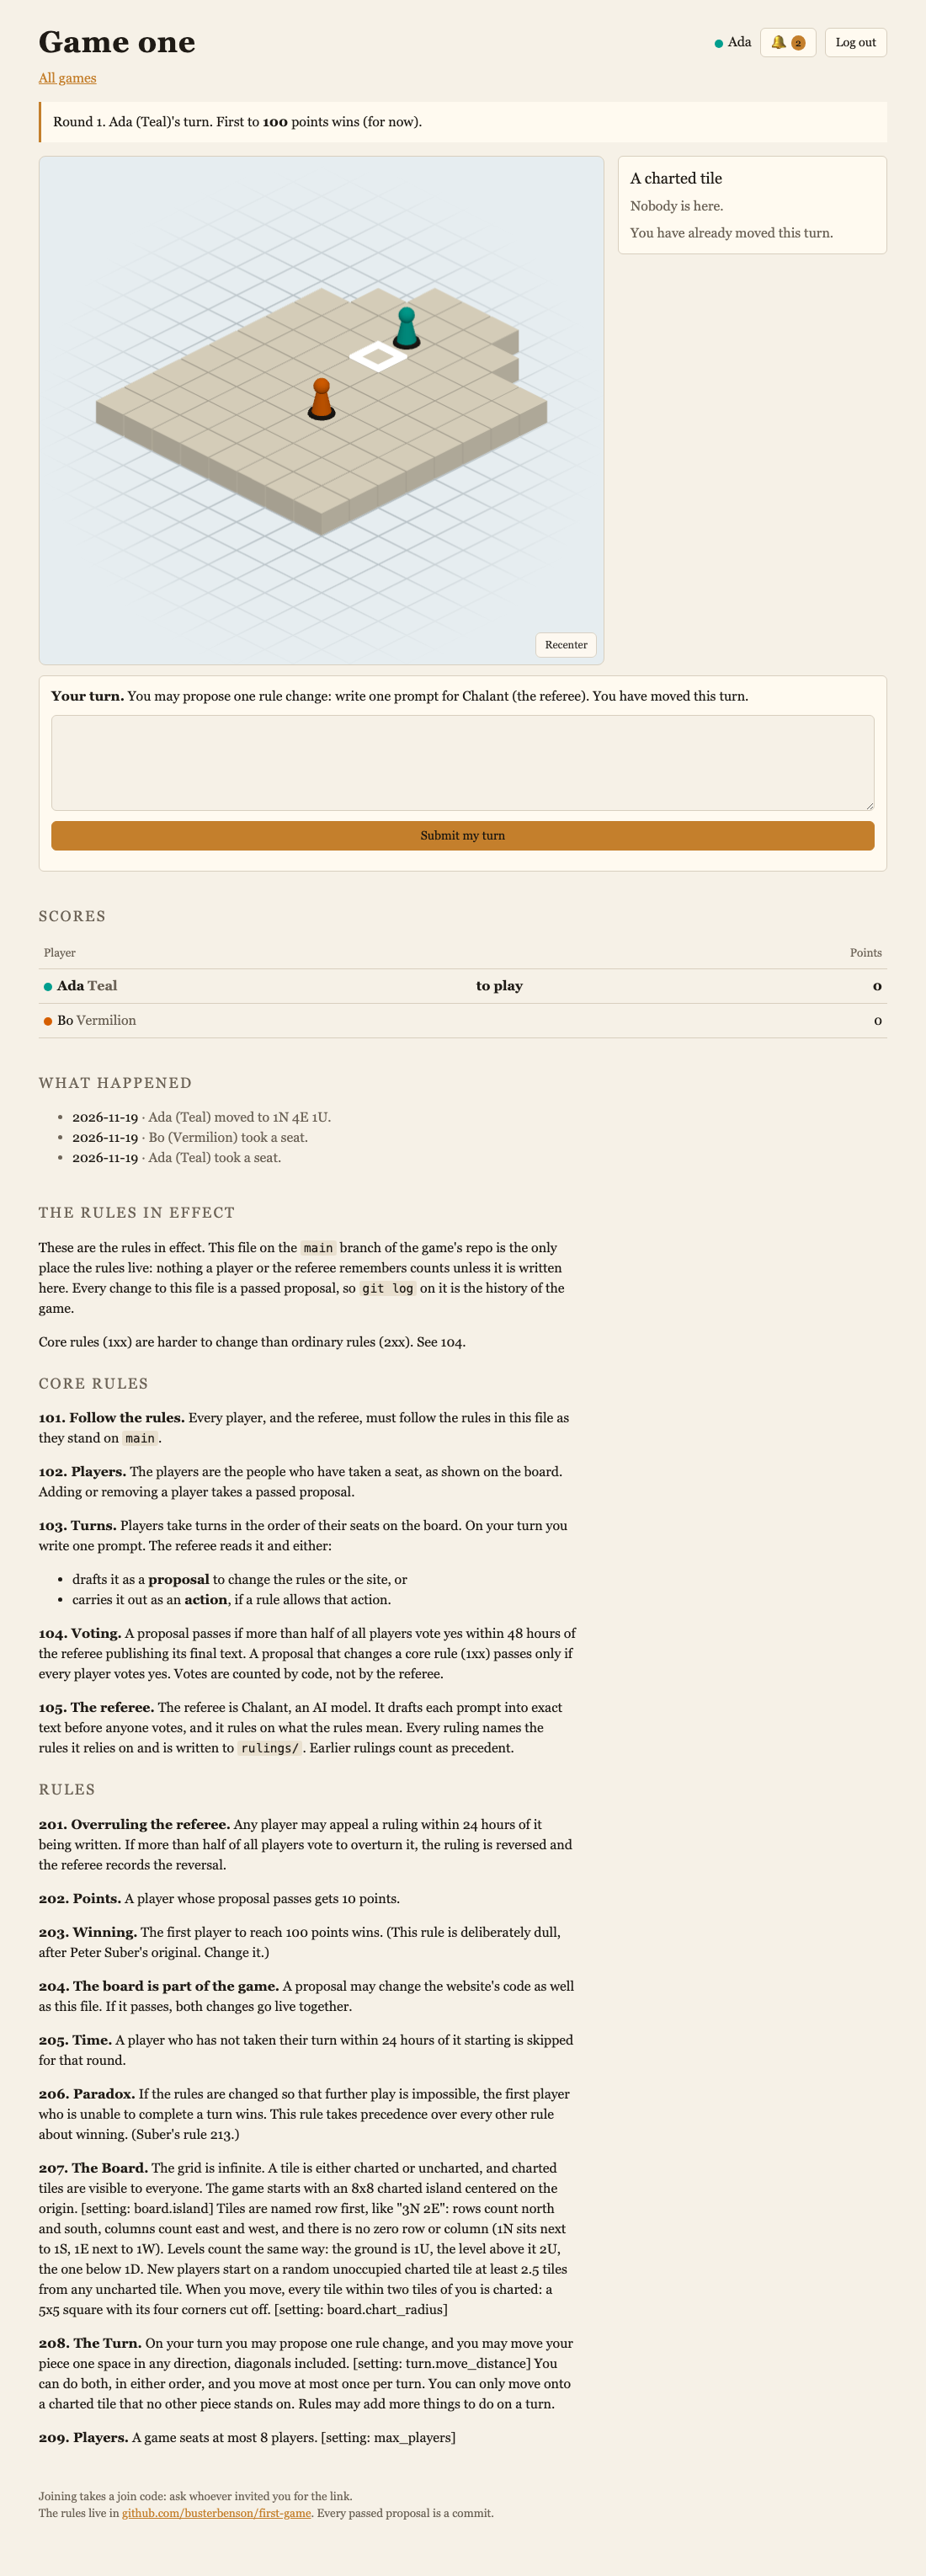 Game one
Ada
2
Log out
All games
Round 1. Ada (Teal)'s turn. First to 100 points wins (for now).
A charted tile
Nobody is here.
You have already moved this turn.
Recenter
Your turn. You may propose one rule change: write one prompt for Chalant (the referee). You have moved this turn.
Submit my turn
SCORES
Player Points
Ada Teal to play 0
Bo Vermilion 0
WHAT HAPPENED
• 2026-11-19 · Ada (Teal) moved to 1N 4E 1U.
• 2026-11-19 · Bo (Vermilion) took a seat.
• 2026-11-19 · Ada (Teal) took a seat.
THE RULES IN EFFECT
These are the rules in effect. This file on the main branch of the game's repo is the only
place the rules live: nothing a player or the referee remembers counts unless it is written
here. Every change to this file is a passed proposal, so git log on it is the history of the
game.
Core rules (1xx) are harder to change than ordinary rules (2xx). See 104.
CORE RULES
101. Follow the rules. Every player, and the referee, must follow the rules in this file as
they stand on main.
102. Players. The players are the people who have taken a seat, as shown on the board.
Adding or removing a player takes a passed proposal.
103. Turns. Players take turns in the order of their seats on the board. On your turn you
write one prompt. The referee reads it and either:
• drafts it as a proposal to change the rules or the site, or
• carries it out as an action, if a rule allows that action.
104. Voting. A proposal passes if more than half of all players vote yes within 48 hours of
the referee publishing its final text. A proposal that changes a core rule (1xx) passes only if
every player votes yes. Votes are counted by code, not by the referee.
105. The referee. The referee is Chalant, an AI model. It drafts each prompt into exact
text before anyone votes, and it rules on what the rules mean. Every ruling names the
rules it relies on and is written to rulings/. Earlier rulings count as precedent.
RULES
201. Overruling the referee. Any player may appeal a ruling within 24 hours of it
being written. If more than half of all players vote to overturn it, the ruling is reversed and
the referee records the reversal.
202. Points. A player whose proposal passes gets 10 points.
203. Winning. The first player to reach 100 points wins. (This rule is deliberately dull,
after Peter Suber's original. Change it.)
204. The board is part of the game. A proposal may change the website's code as well
as this file. If it passes, both changes go live together.
205. Time. A player who has not taken their turn within 24 hours of it starting is skipped
for that round.
206. Paradox. If the rules are changed so that further play is impossible, the first player
who is unable to complete a turn wins. This rule takes precedence over every other rule
about winning. (Suber's rule 213.)
207. The Board. The grid is infinite. A tile is either charted or uncharted, and charted
tiles are visible to everyone. The game starts with an 8x8 charted island centered on the
origin. [setting: board.island] Tiles are named row first, like "3N 2E": rows count north
and south, columns count east and west, and there is no zero row or column (1N sits next
to 1S, 1E next to 1W). Levels count the same way: the ground is 1U, the level above it 2U,
the one below 1D. New players start on a random unoccupied charted tile at least 2.5 tiles
from any uncharted tile. When you move, every tile within two tiles of you is charted: a
5x5 square with its four corners cut off. [setting: board.chart_radius]
208. The Turn. On your turn you may propose one rule change, and you may move your
piece one space in any direction, diagonals included. [setting: turn.move_distance] You
can do both, in either order, and you move at most once per turn. You can only move onto
a charted tile that no other piece stands on. Rules may add more things to do on a turn.
209. Players. A game seats at most 8 players. [setting: max_players]
Joining takes a join code: ask whoever invited you for the link.
The rules live in github.com/busterbenson/first-game. Every passed proposal is a commit.